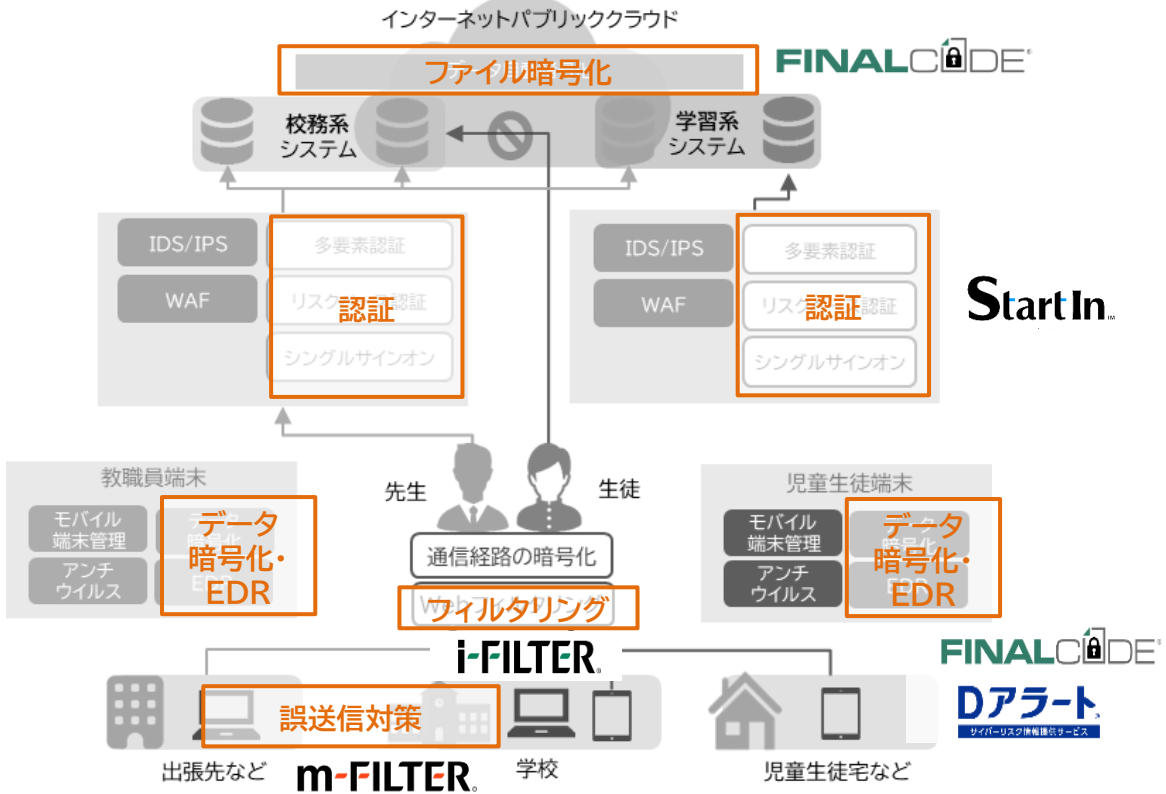 インターネットパブリッククラウド
ファイル暗号化
FINALCODE
校務系
システム
学習系
システム
IDS/IPS
多要素認証
WAF
認証
シングルサインオン
IDS/IPS
多要素認証
WAF
認証
シングルサインオン
StartIn
教職員端末
モバイル
端末管理
アンチ
ウイルス
データ
暗号化・
EDR
先生
生徒
通信経路の暗号化
フィルタリング
i-FILTER
児童生徒端末
モバイル
端末管理
アンチ
ウイルス
データ
暗号化・
EDR
FINALCODE
Dアラート
サイバーリスク情報提供サービス
誤送信対策
出張先など
m-FILTER
学校
児童生徒宅など